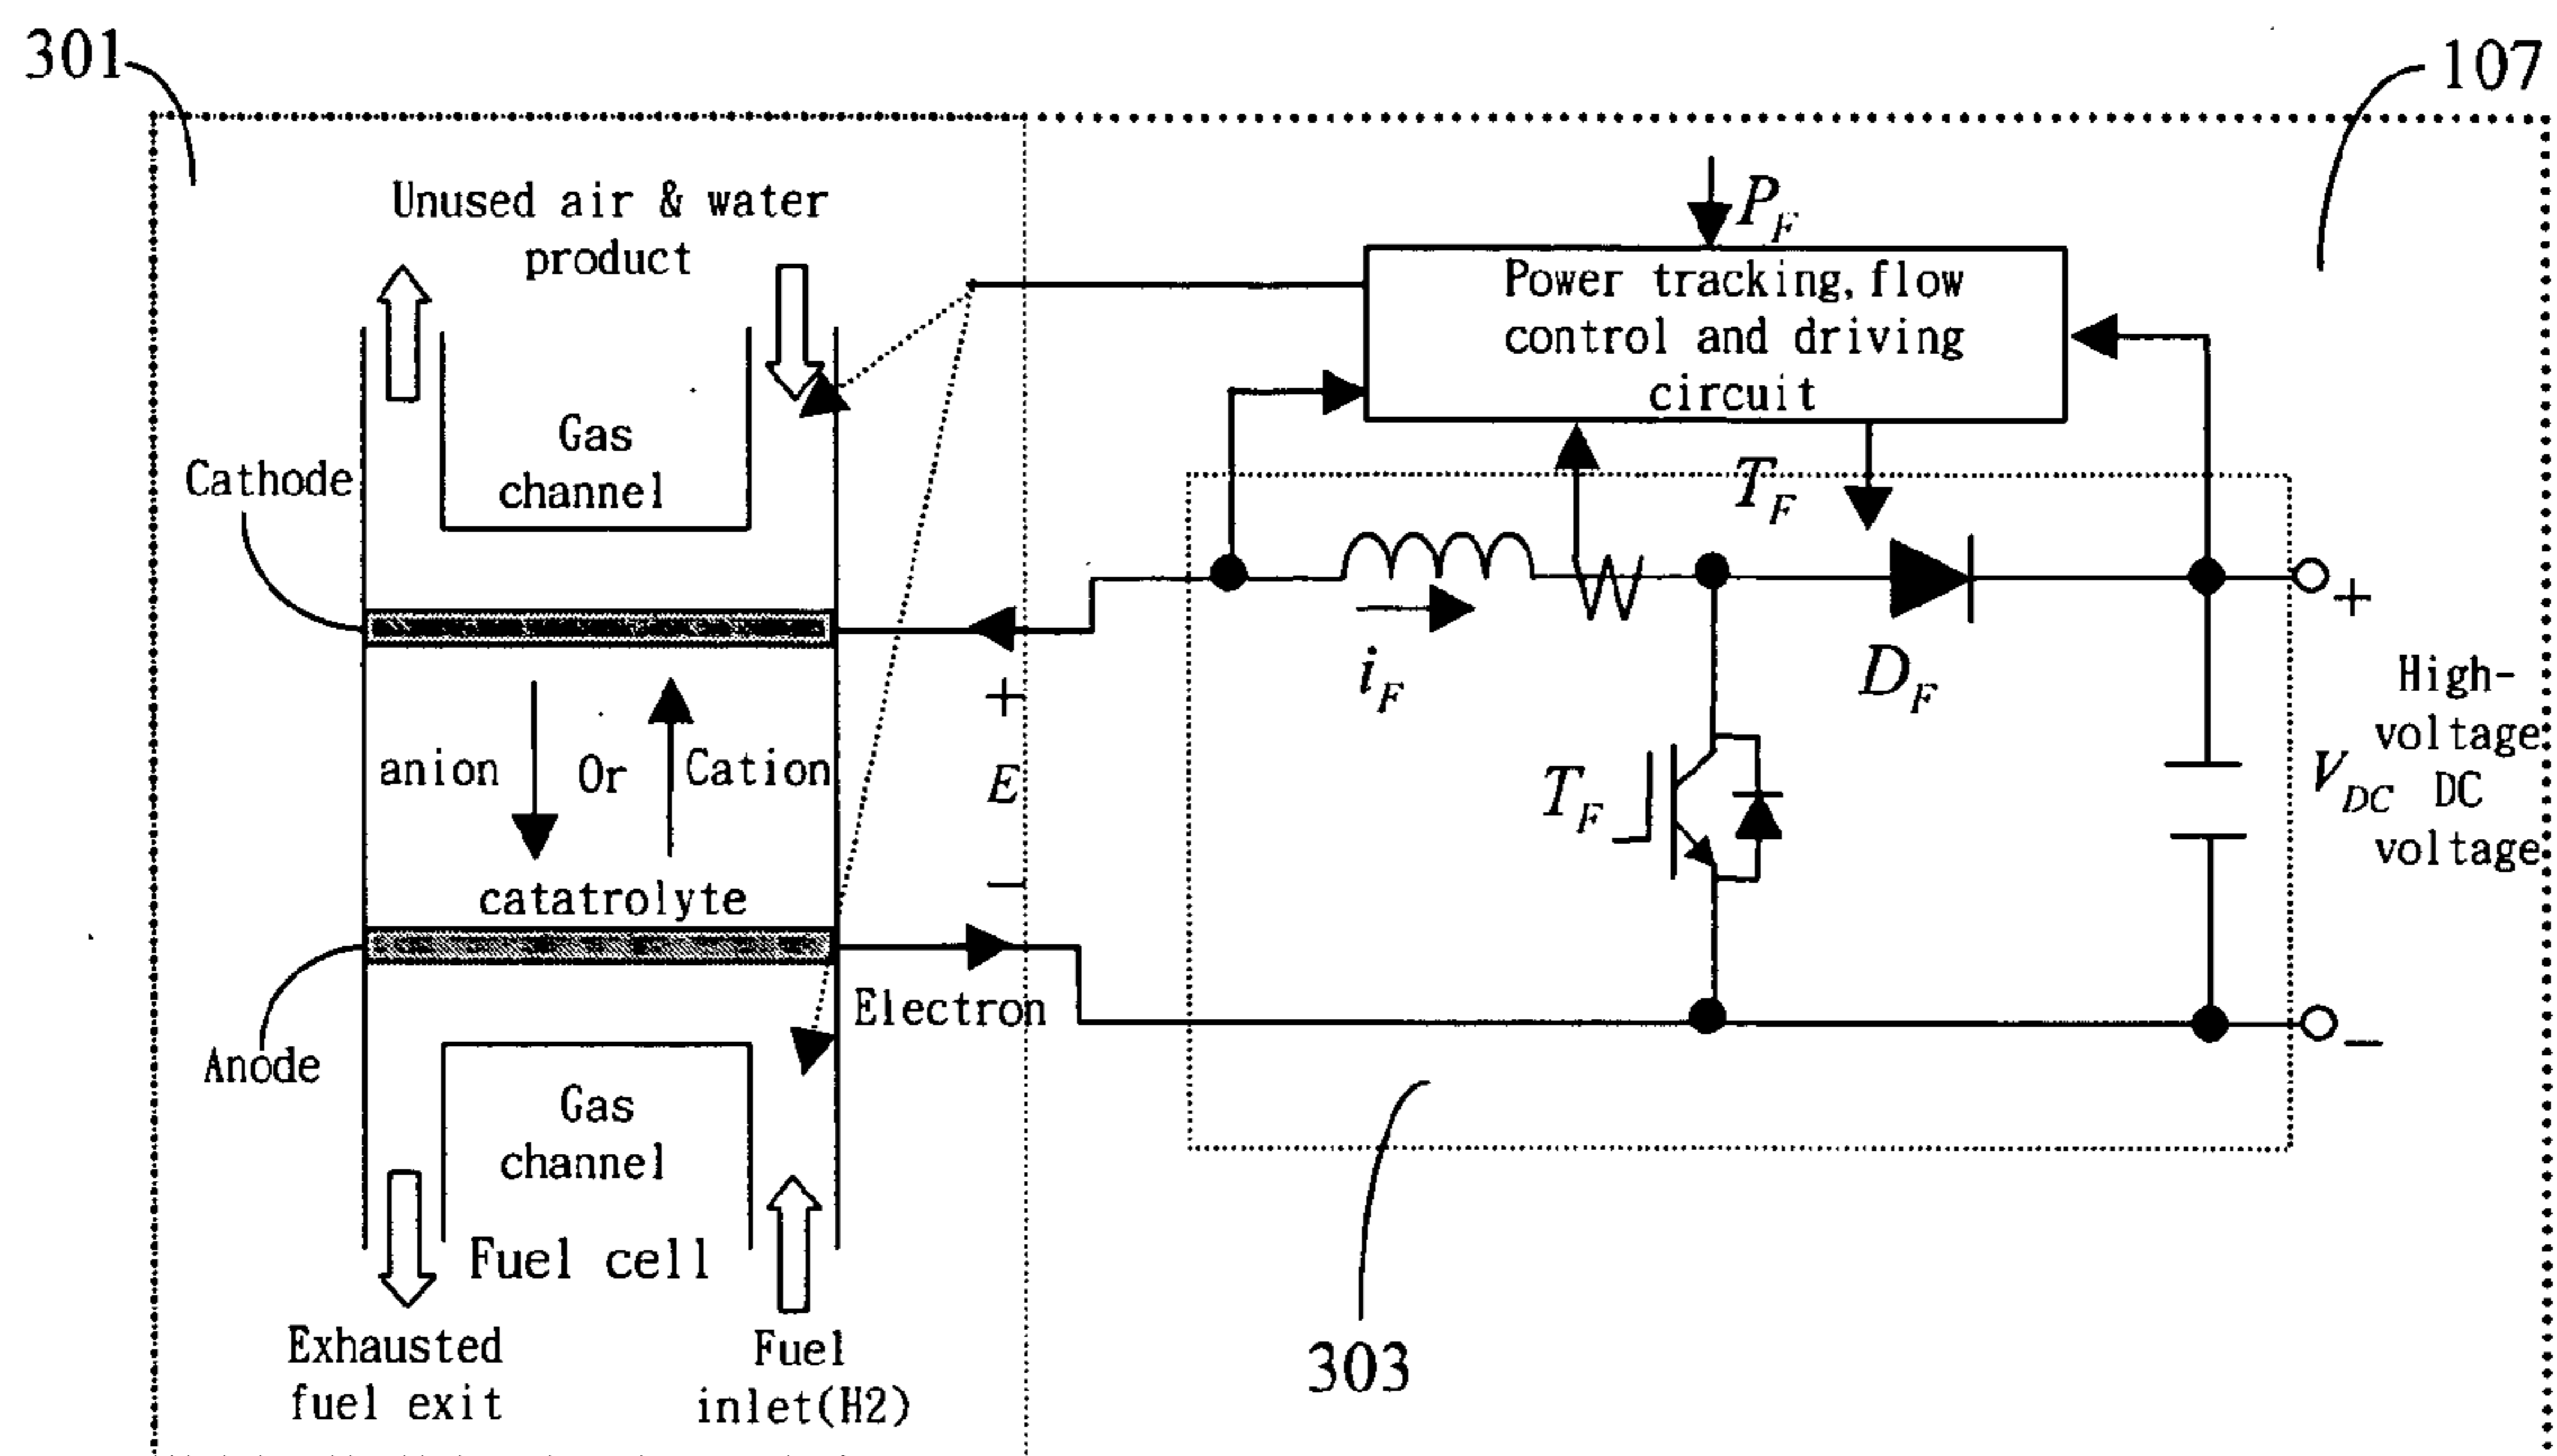 301
107
Unused air & water
product
P_F
Power tracking, flow
control and driving
circuit
Gas
channel
Cathode
T_F
i_F
D_F
+
+
High-
voltage
DC
voltage
V_DC
anion
Or
Cation
E
T_F
−
catatrolyte
Electron
−
Anode
Gas
channel
Fuel cell
Exhausted
fuel exit
Fuel
inlet(H2)
303